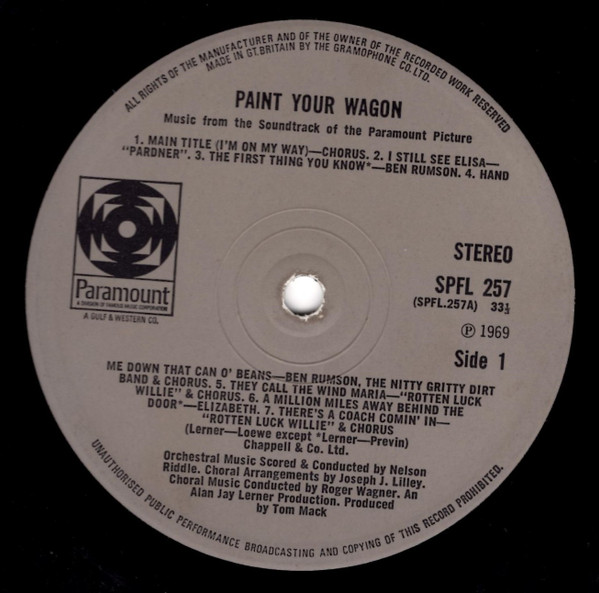 ALL RIGHTS OF THE MANUFACTURER AND OF THE OWNER OF THE RECORDED WORK RESERVED
MADE IN GT. BRITAIN BY THE GRAMOPHONE CO. LTD.
PAINT YOUR WAGON
Music from the Soundtrack of the Paramount Picture
1. MAIN TITLE (I'M ON MY WAY)—CHORUS. 2. I STILL SEE ELISA—
"PARDNER". 3. THE FIRST THING YOU KNOW*—BEN RUMSON. 4. HAND
Paramount
A DIVISION OF FAMOUS MUSIC CORPORATION
A GULF & WESTERN CO.
STEREO
SPFL 257
(SPFL.257A) 33⅓
Ⓟ 1969
Side 1
ME DOWN THAT CAN O' BEANS—BEN RUMSON, THE NITTY GRITTY DIRT
BAND & CHORUS. 5. THEY CALL THE WIND MARIA—"ROTTEN LUCK
WILLIE" & CHORUS. 6. A MILLION MILES AWAY BEHIND THE
DOOR*—ELIZABETH. 7. THERE'S A COACH COMIN' IN—
"ROTTEN LUCK WILLIE" & CHORUS
(Lerner—Loewe except *Lerner—Previn)
Chappell & Co. Ltd.
Orchestral Music Scored & Conducted by Nelson
Riddle. Choral Arrangements by Joseph J. Lilley.
Choral Music Conducted by Roger Wagner. An
Alan Jay Lerner Production. Produced
by Tom Mack
UNAUTHORISED PUBLIC PERFORMANCE BROADCASTING AND COPYING OF THIS RECORD PROHIBITED.